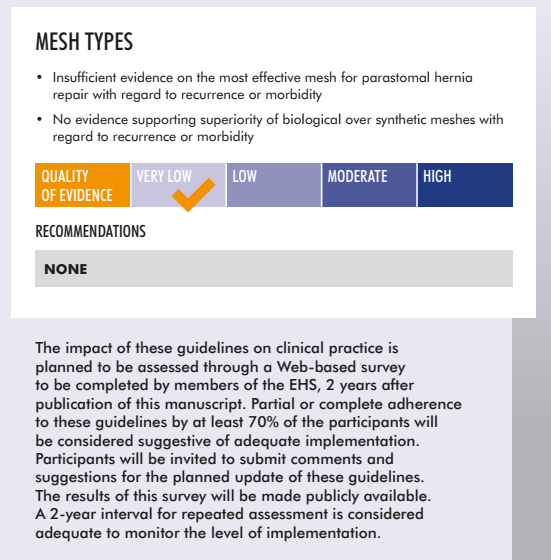 MESH TYPES
• Insufficient evidence on the most effective mesh for parastomal hernia
repair with regard to recurrence or morbidity
• No evidence supporting superiority of biological over synthetic meshes with
regard to recurrence or morbidity
QUALITY
OF EVIDENCE
VERY LOW
LOW
MODERATE
HIGH
RECOMMENDATIONS
NONE
The impact of these guidelines on clinical practice is
planned to be assessed through a Web-based survey
to be completed by members of the EHS, 2 years after
publication of this manuscript. Partial or complete adherence
to these guidelines by at least 70% of the participants will
be considered suggestive of adequate implementation.
Participants will be invited to submit comments and
suggestions for the planned update of these guidelines.
The results of this survey will be made publicly available.
A 2-year interval for repeated assessment is considered
adequate to monitor the level of implementation.